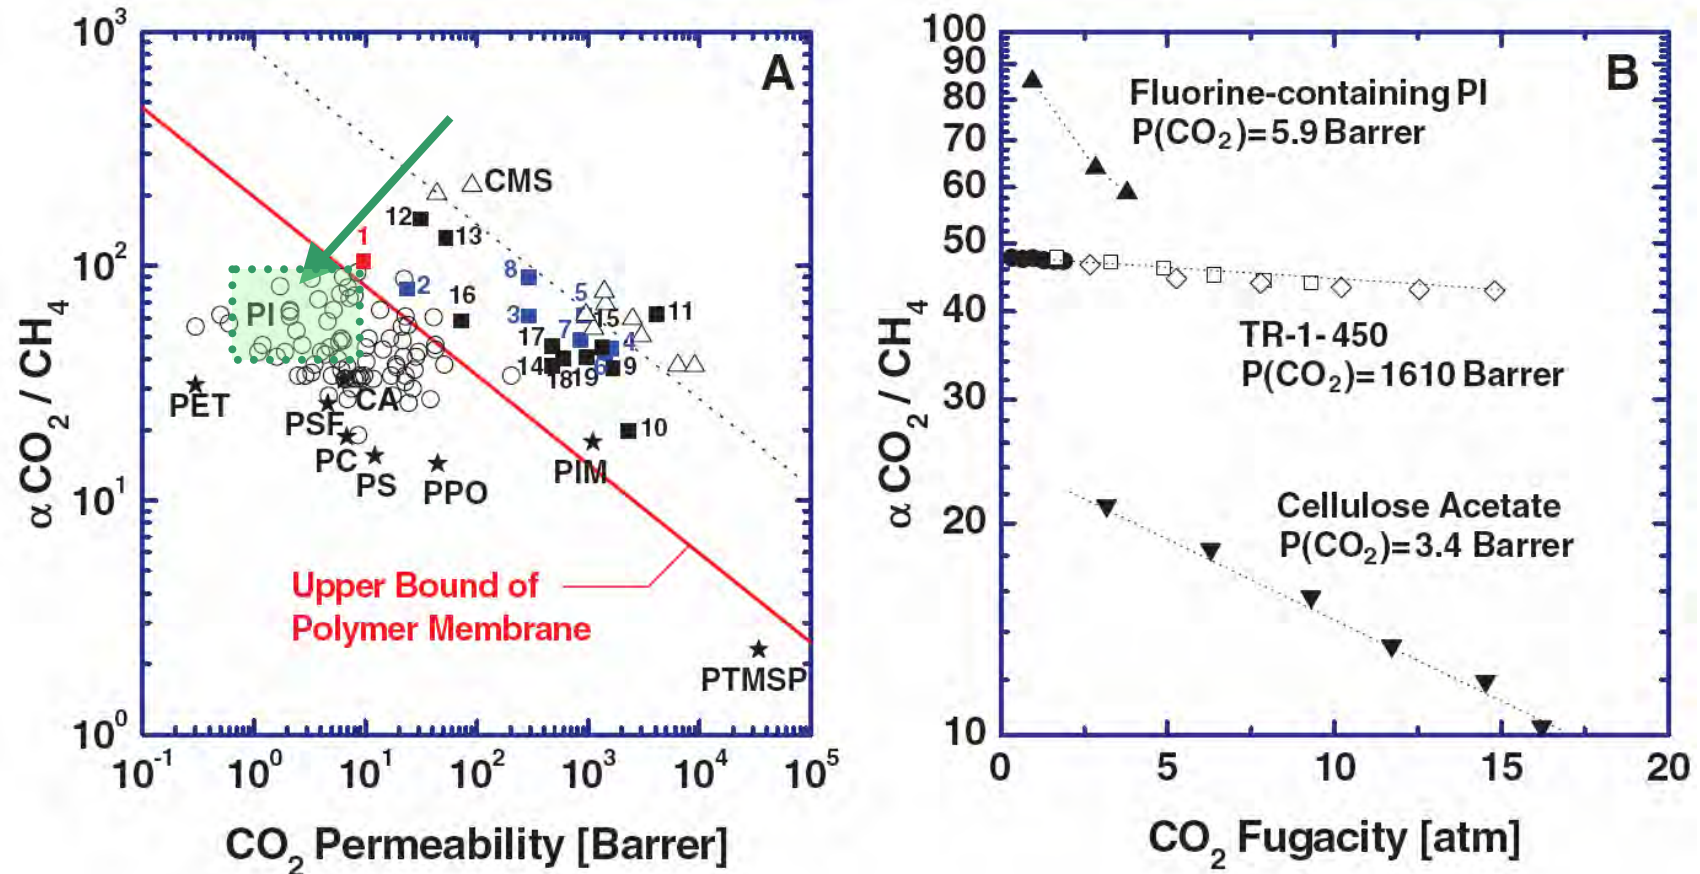 A
10³
10²
10¹
10⁰
α CO₂ / CH₄
10⁻¹ 10⁰ 10¹ 10² 10³ 10⁴ 10⁵
CO₂ Permeability [Barrer]
CMS
12
13
1
8
2
PI
5
16
3
15
11
17
7
4
14
18
19
6
9
10
PET
CA
PSF
PC
PS
PPO
PIM
Upper Bound of
Polymer Membrane
PTMSP
B
100
90
80
70
60
50
40
30
20
10
α CO₂ / CH₄
Fluorine-containing PI
P(CO₂)=5.9 Barrer
TR-1-450
P(CO₂)=1610 Barrer
Cellulose Acetate
P(CO₂)=3.4 Barrer
0 5 10 15 20
CO₂ Fugacity [atm]